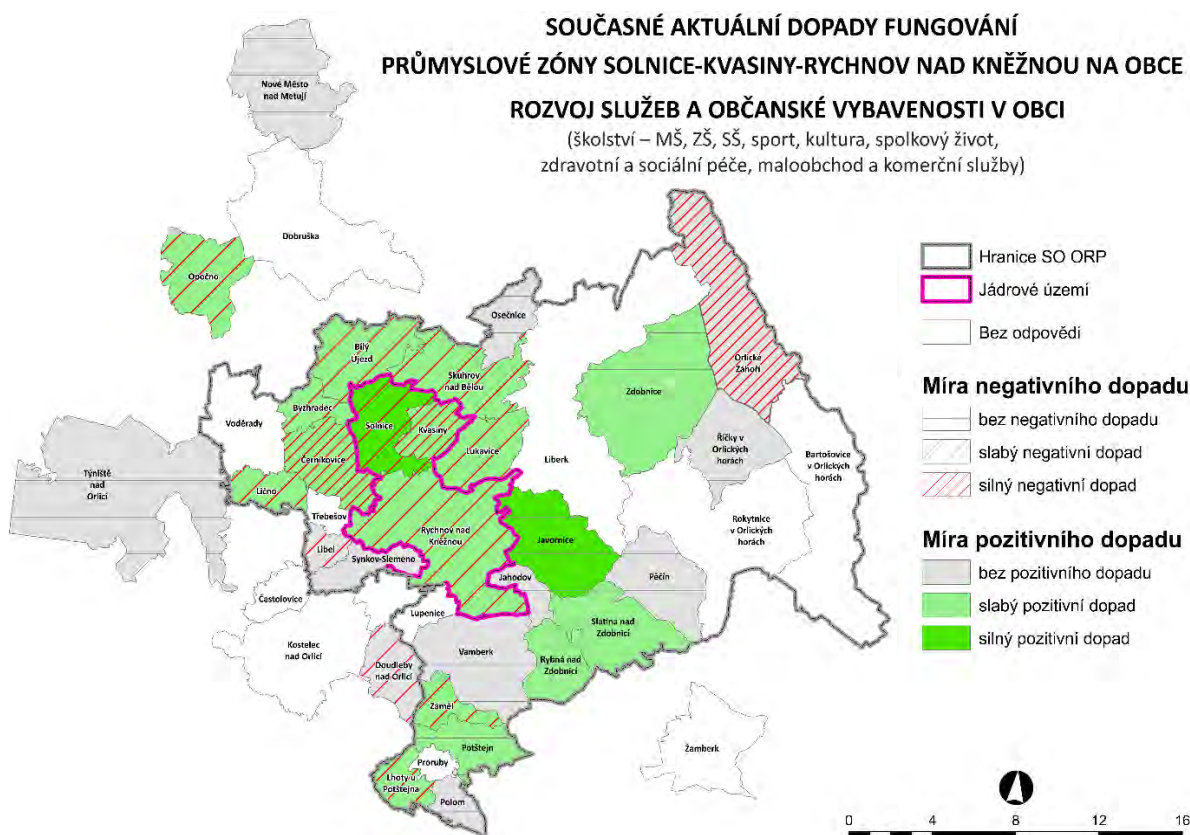 SOUČASNÉ AKTUÁLNÍ DOPADY FUNGOVÁNÍ
PRŮMYSLOVÉ ZÓNY SOLNICE-KVASINY-RYCHNOV NAD KNĚŽNOU NA OBCE
ROZVOJ SLUŽEB A OBČANSKÉ VYBAVENOSTI V OBCI
(školství – MŠ, ZŠ, SŠ, sport, kultura, spolkový život,
zdravotní a sociální péče, maloobchod a komerční služby)
Nové Město
nad Metují
Dobruška
Opočno
Osečnice
Bílý
Újezd
Skuhrov
nad Bělou
Orlické
Záhoří
Zdobnice
Byzhradec
Solnice
Kvasiny
Voděrady
Lukavice
Říčky v
Orlických
horách
Liberk
Bartošovice
v Orlických
horách
Černíkovice
Týniště
nad
Orlicí
Lično
Třebešov
Rokytnice
v Orlických
horách
Rychnov nad
Kněžnou
Javornice
Libel
Synkov-Slemeno
Jahodov
Pěčín
Častolovice
Lupenice
Slatina nad
Zdobnicí
Kostelec
nad Orlicí
Vamberk
Rybná nad
Zdobnicí
Doudleby
nad Orlicí
Záměl
Potštejn
Žamberk
Proruby
Lhoty u
Potštejna
Polom
Hranice SO ORP
Jádrové území
Bez odpovědi
Míra negativního dopadu
bez negativního dopadu
slabý negativní dopad
silný negativní dopad
Míra pozitivního dopadu
bez pozitivního dopadu
slabý pozitivní dopad
silný pozitivní dopad
0 4 8 12 16